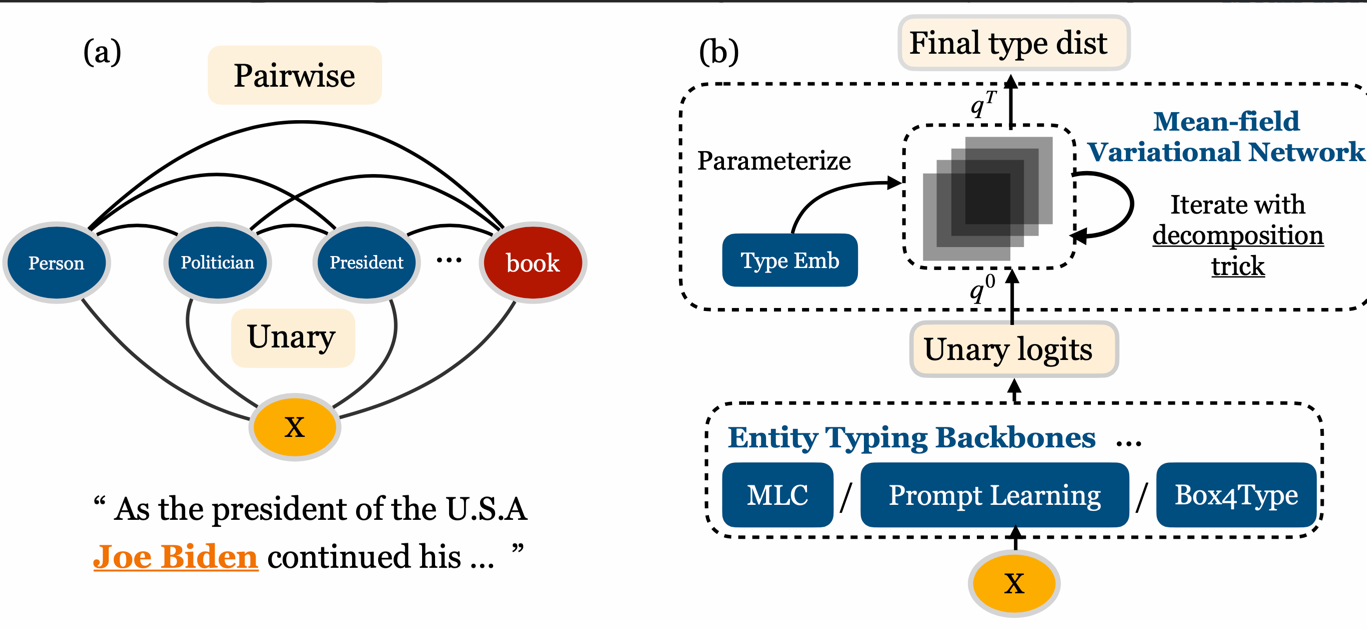 (a)
Pairwise
Person
Politician
President
...
book
Unary
X
“ As the president of the U.S.A
Joe Biden continued his ... ”
(b)
Final type dist
q^T
Mean-field
Variational Network
Parameterize
Type Emb
Iterate with
decomposition
trick
q^0
Unary logits
Entity Typing Backbones ...
MLC / Prompt Learning / Box4Type
X